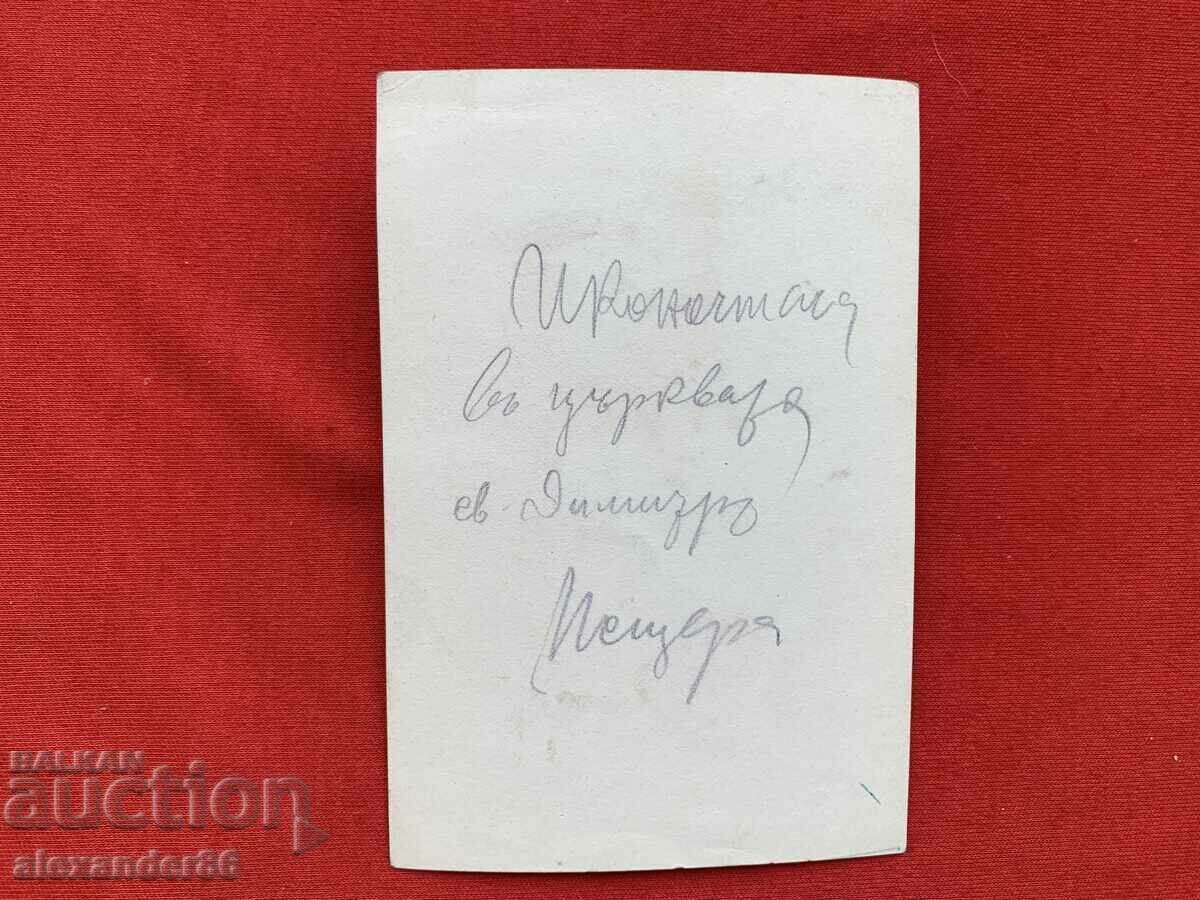 Иконостаса
въ църквата
св. Димитръ
Пещера
BALKAN
auction
alexander86